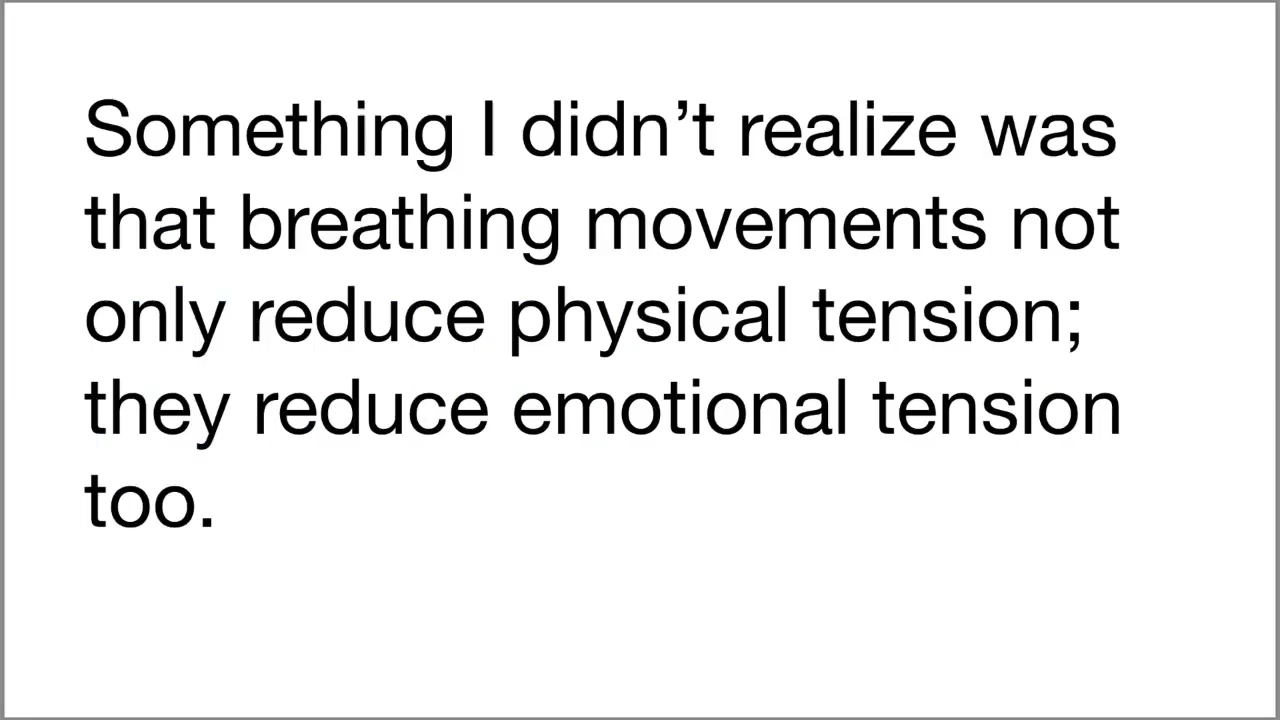 Something I didn’t realize was
that breathing movements not
only reduce physical tension;
they reduce emotional tension
too.